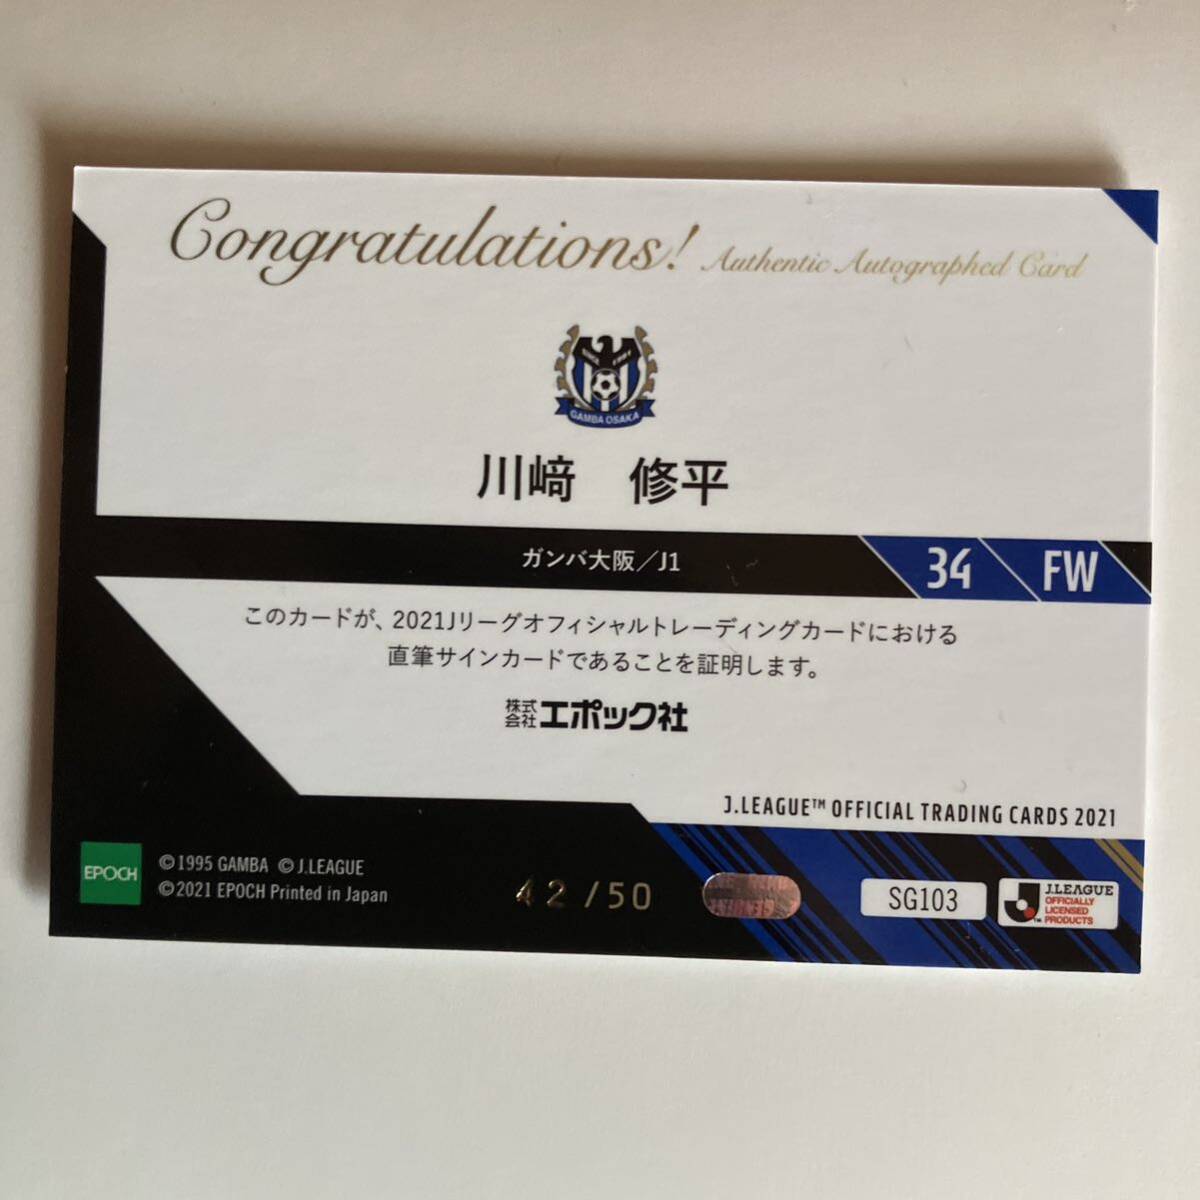 Congratulations! Authentic Autographed Card
GAMBA OSAKA
川﨑　修平
ガンバ大阪／J1
34
FW
このカードが、2021Jリーグオフィシャルトレーディングカードにおける
直筆サインカードであることを証明します。
株式会社エポック社
J.LEAGUE™ OFFICIAL TRADING CARDS 2021
EPOCH
©1995 GAMBA ©J.LEAGUE
©2021 EPOCH Printed in Japan
42/50
SG103
J.LEAGUE
OFFICIALLY
LICENSED
PRODUCTS